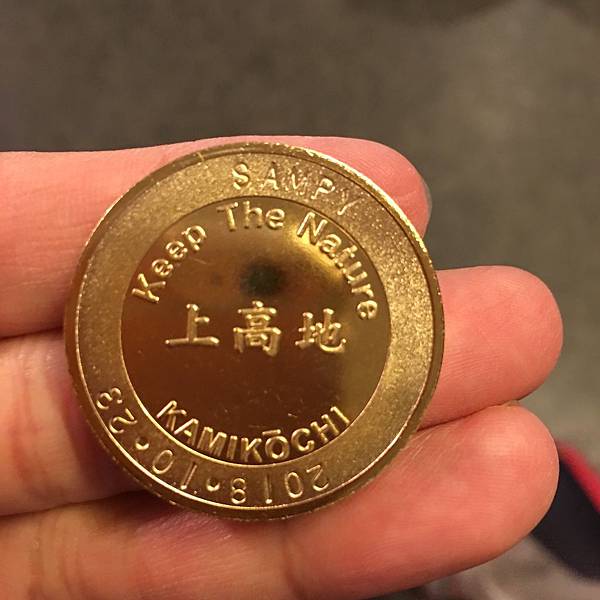 SAMPY
Keep The Nature
上高地
KAMIKŌCHI
2018・10・23